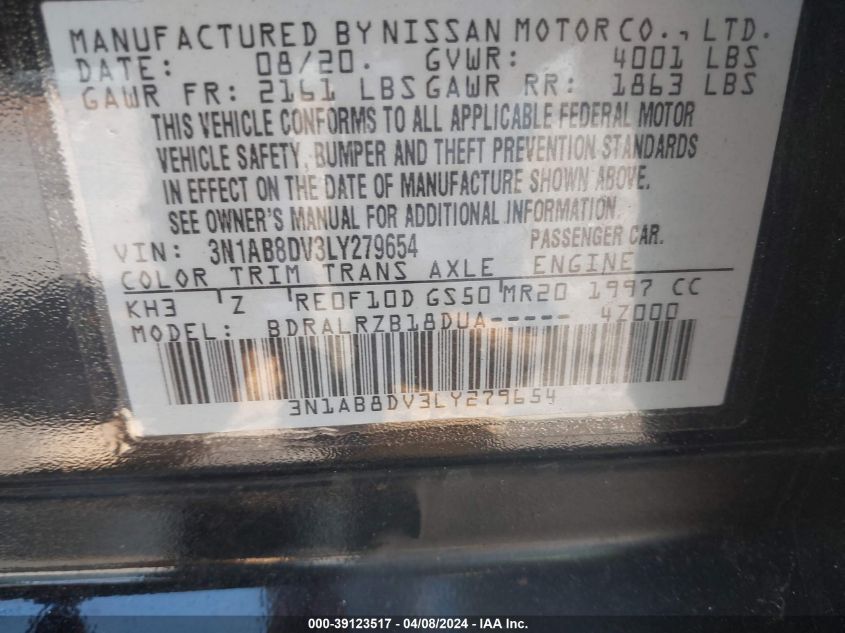 MANUFACTURED BY NISSAN MOTOR CO., LTD.
DATE: 08/20. GVWR: 4001 LBS
GAWR FR: 2161 LBS GAWR RR: 1863 LBS
THIS VEHICLE CONFORMS TO ALL APPLICABLE FEDERAL MOTOR
VEHICLE SAFETY, BUMPER AND THEFT PREVENTION STANDARDS
IN EFFECT ON THE DATE OF MANUFACTURE SHOWN ABOVE.
SEE OWNER'S MANUAL FOR ADDITIONAL INFORMATION.
VIN: 3N1AB8DV3LY279654 PASSENGER CAR.
COLOR TRIM TRANS AXLE ENGINE
KH3 Z RE0F10D GS50 MR20 1997 CC
MODEL: BDRALRZB18DUA----- 4Z000
3N1AB8DV3LY279654
000-39123517 - 04/08/2024 - IAA Inc.